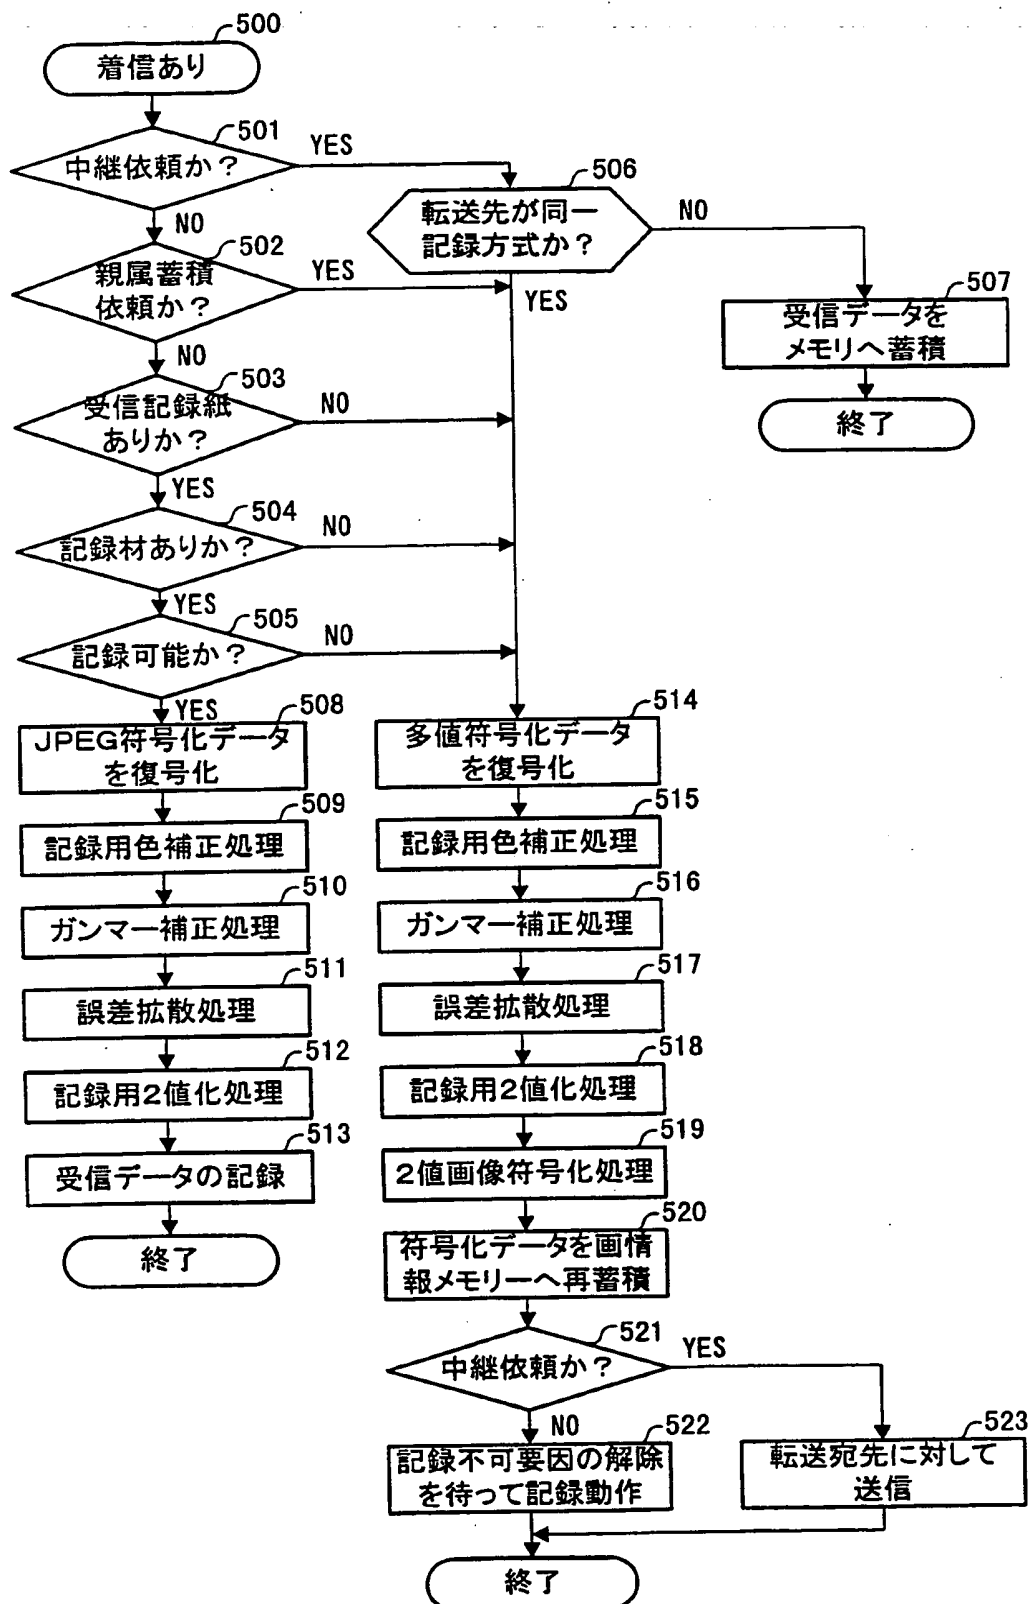 500
着信あり
501
中継依頼か?
YES
NO
506
転送先が同一
記録方式か?
NO
YES
507
受信データを
メモリへ蓄積
終了
502
親属蓄積
依頼か?
YES
NO
503
受信記録紙
ありか?
NO
YES
504
記録材ありか?
NO
YES
505
記録可能か?
NO
YES
508
JPEG符号化データ
を復号化
509
記録用色補正処理
510
ガンマー補正処理
511
誤差拡散処理
512
記録用2値化処理
513
受信データの記録
終了
514
多値符号化データ
を復号化
515
記録用色補正処理
516
ガンマー補正処理
517
誤差拡散処理
518
記録用2値化処理
519
2値画像符号化処理
520
符号化データを画情
報メモリーへ再蓄積
521
中継依頼か?
YES
NO
522
記録不可要因の解除
を待って記録動作
523
転送宛先に対して
送信
終了